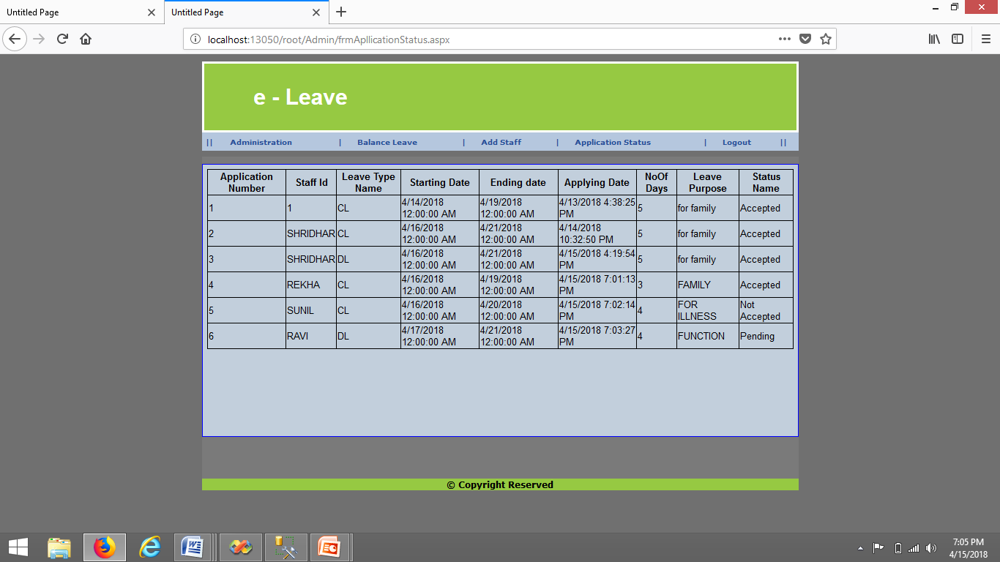 Untitled Page
Untitled Page
localhost:13050/root/Admin/frmApllicationStatus.aspx
e - Leave
|| Administration | Balance Leave | Add Staff | Application Status | Logout ||
Application Number Staff Id Leave Type Name Starting Date Ending date Applying Date NoOf Days Leave Purpose Status Name
1 1 CL 4/14/2018 12:00:00 AM 4/19/2018 12:00:00 AM 4/13/2018 4:38:25 PM 5 for family Accepted
2 SHRIDHAR CL 4/16/2018 12:00:00 AM 4/21/2018 12:00:00 AM 4/14/2018 10:32:50 PM 5 for family Accepted
3 SHRIDHAR DL 4/16/2018 12:00:00 AM 4/21/2018 12:00:00 AM 4/15/2018 4:19:54 PM 5 for family Accepted
4 REKHA CL 4/16/2018 12:00:00 AM 4/19/2018 12:00:00 AM 4/15/2018 7:01:13 PM 3 FAMILY Accepted
5 SUNIL CL 4/16/2018 12:00:00 AM 4/20/2018 12:00:00 AM 4/15/2018 7:02:14 PM 4 FOR ILLNESS Not Accepted
6 RAVI DL 4/17/2018 12:00:00 AM 4/21/2018 12:00:00 AM 4/15/2018 7:03:27 PM 4 FUNCTION Pending
© Copyright Reserved
7:05 PM
4/15/2018